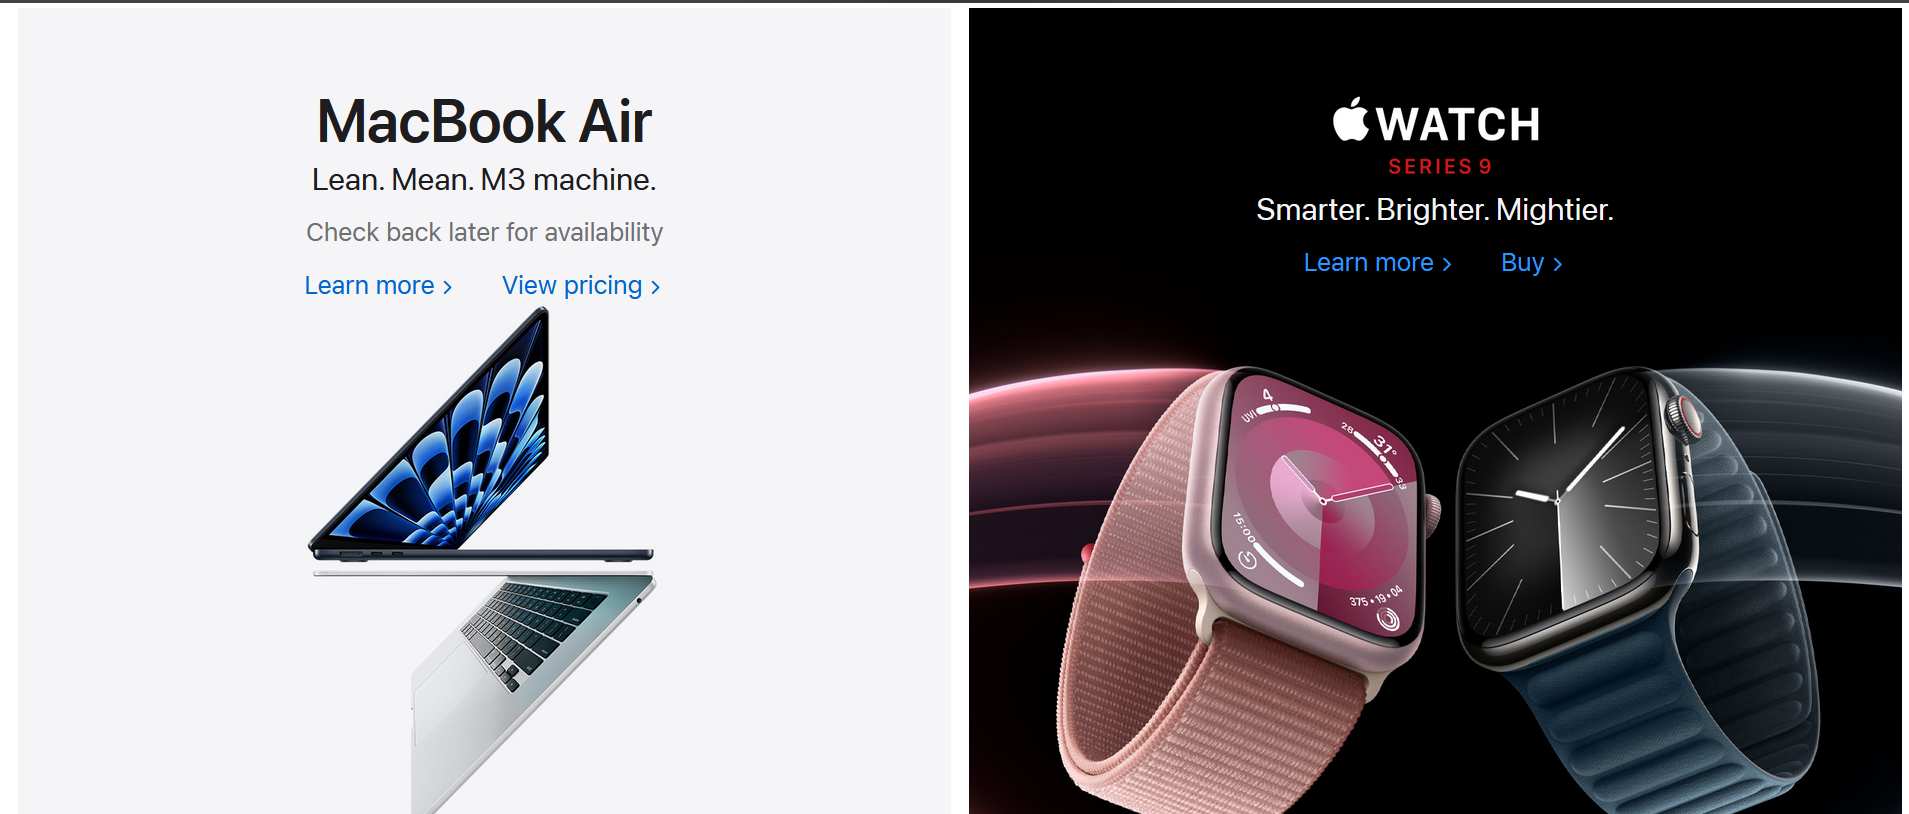 MacBook Air
Lean. Mean. M3 machine.
Check back later for availability
Learn more >
View pricing >
WATCH
SERIES 9
Smarter. Brighter. Mightier.
Learn more >
Buy >
4
UVI
28
31°
33
15:00
375•19•04